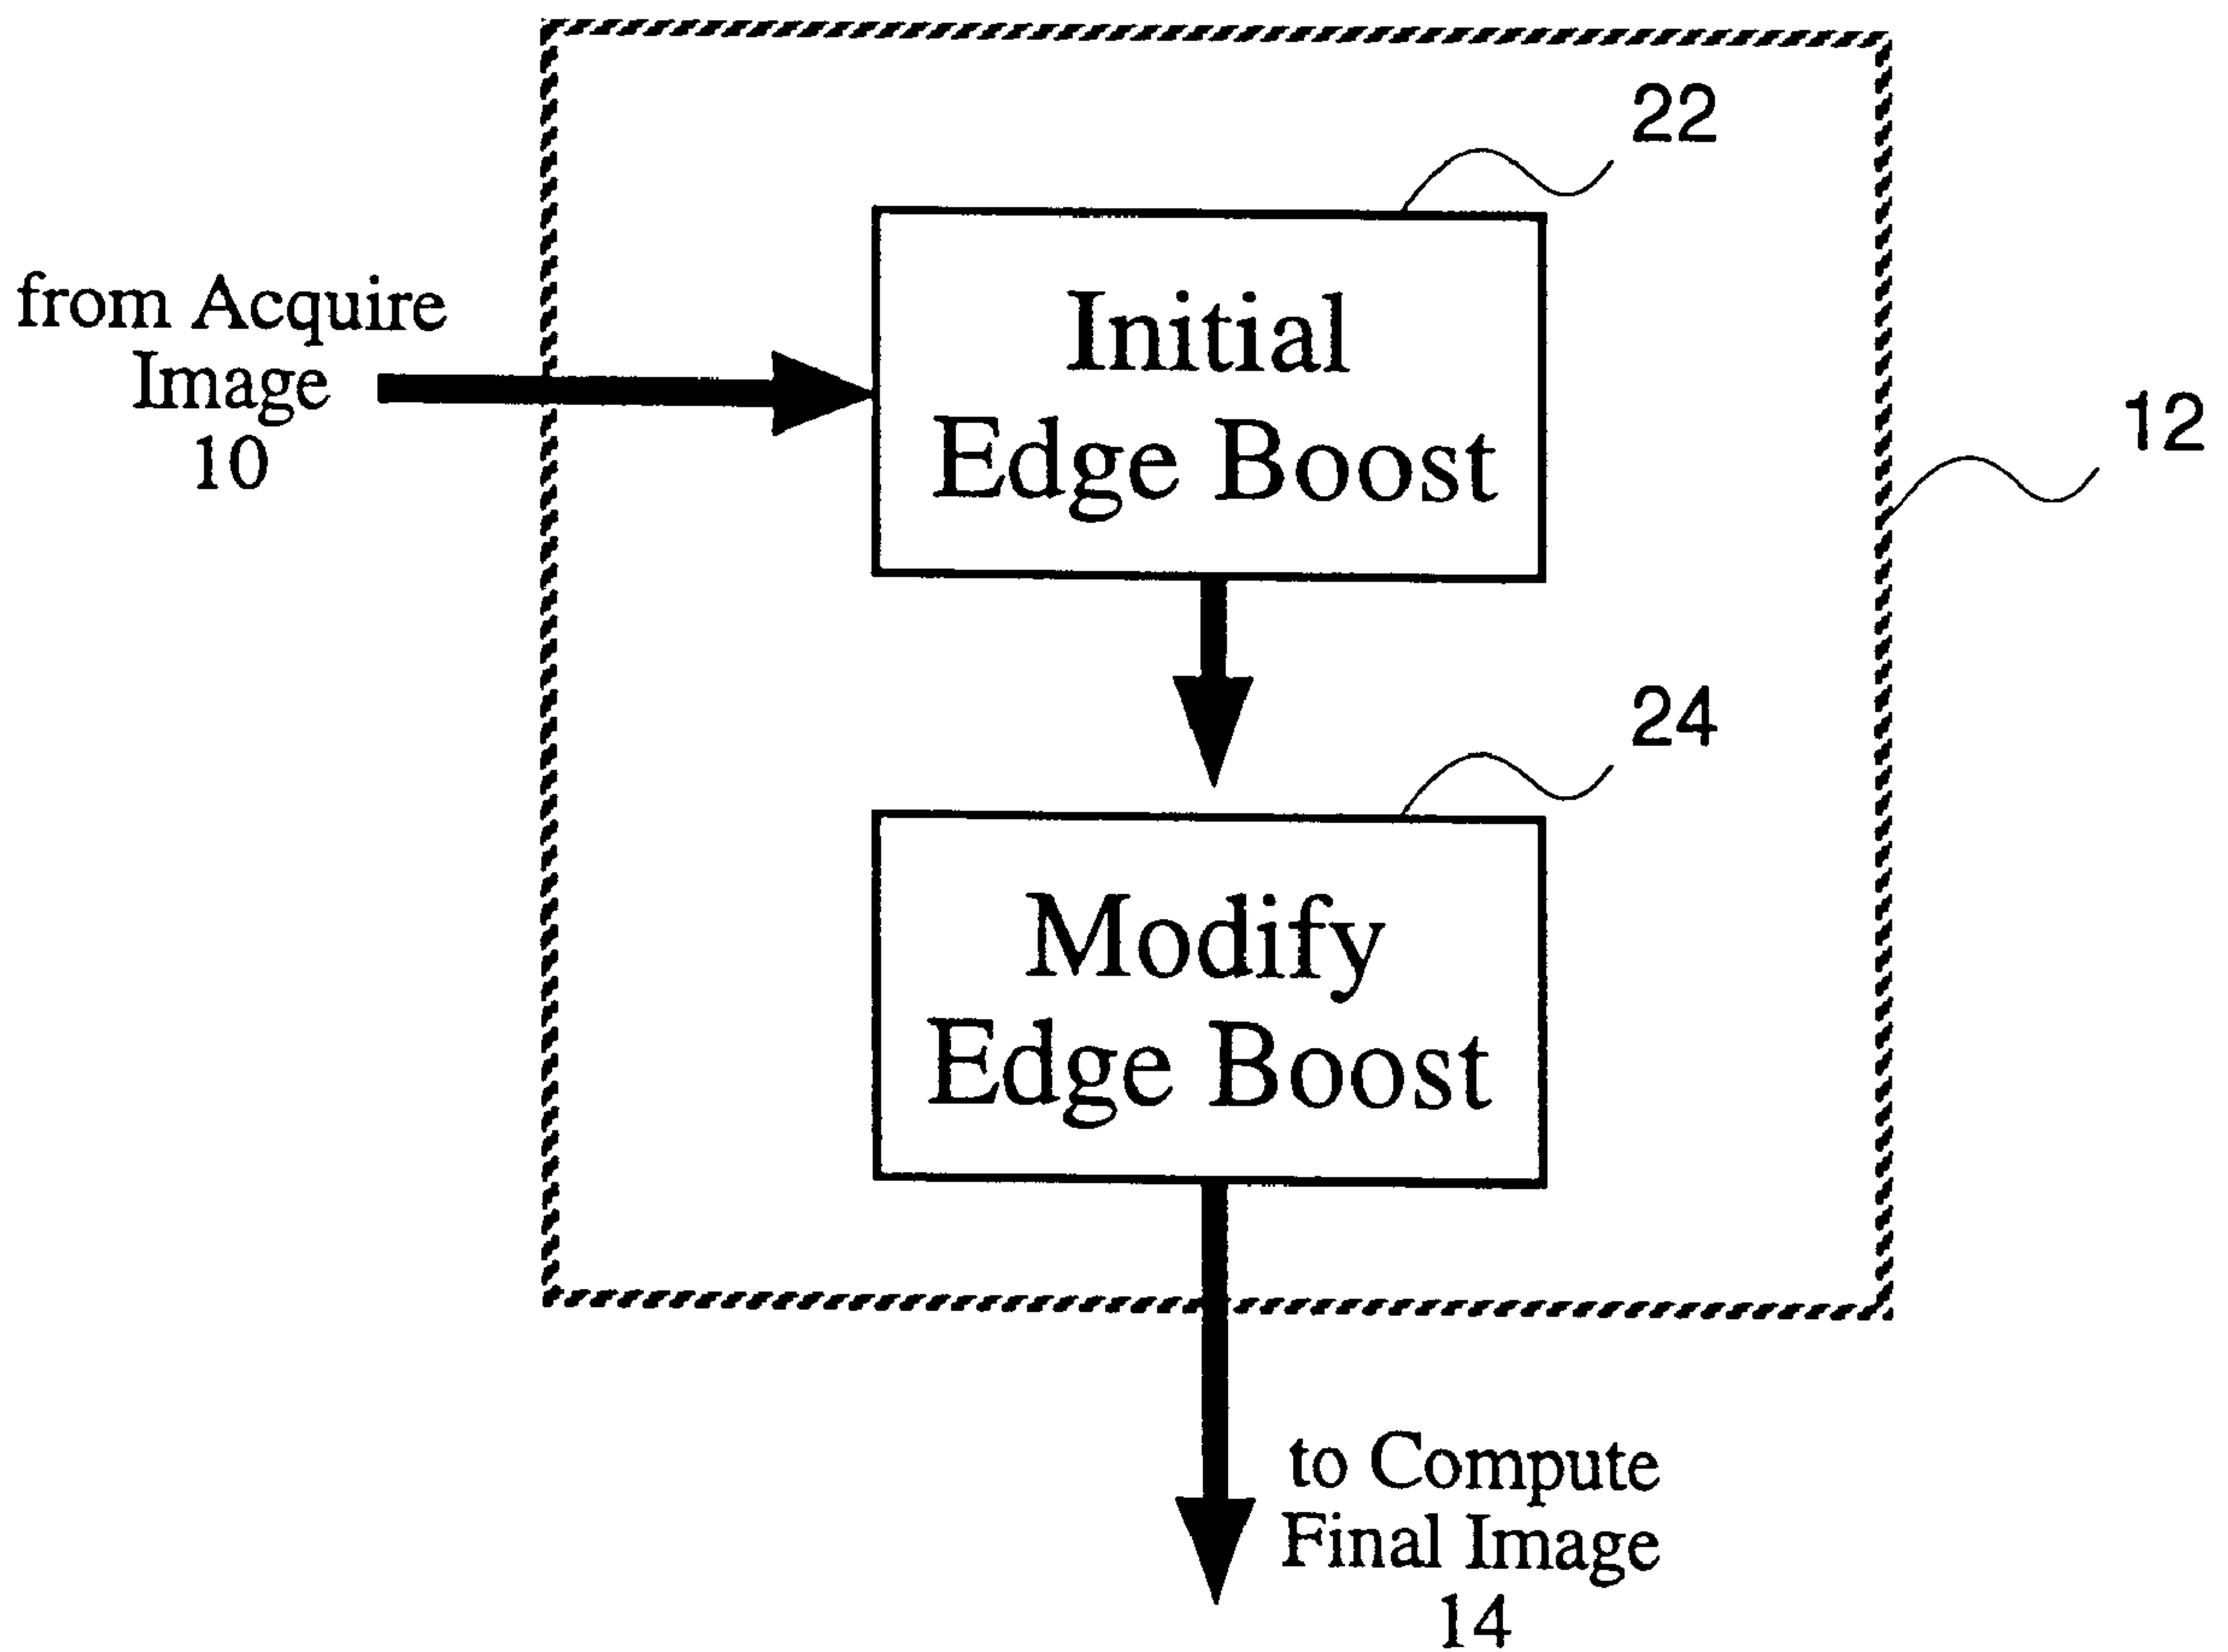 22
from Acquire
Image
10
Initial
Edge Boost
12
24
Modify
Edge Boost
to Compute
Final Image
14